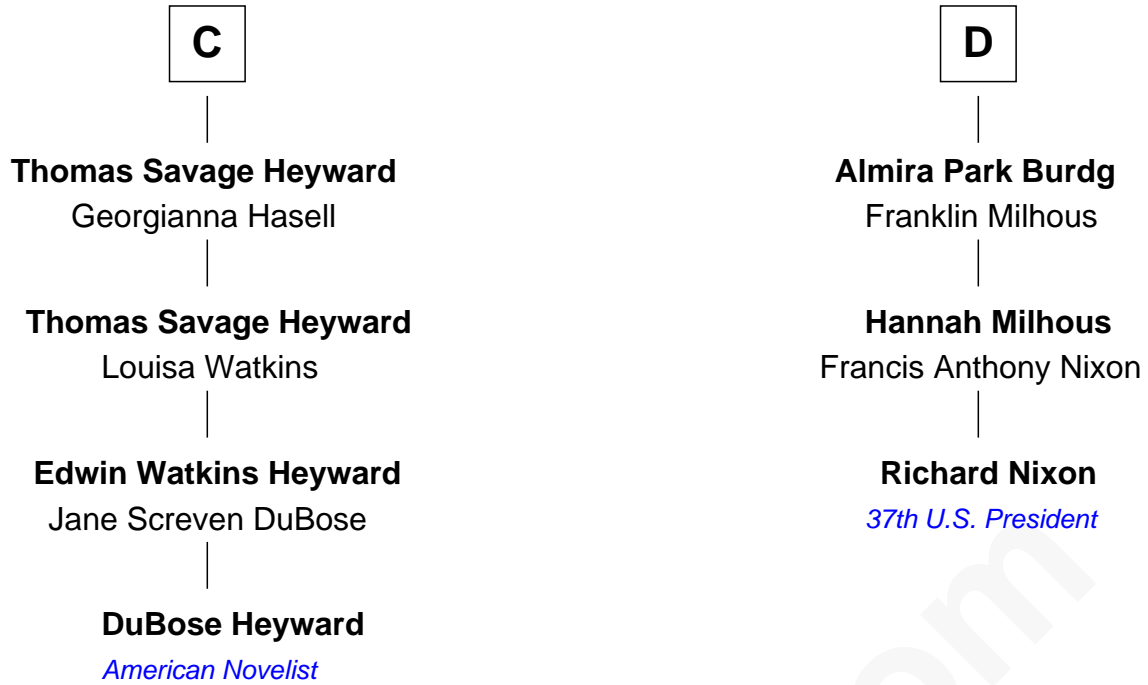 C
Thomas Savage Heyward
Georgianna Hasell
Thomas Savage Heyward
Louisa Watkins
Edwin Watkins Heyward
Jane Screven DuBose
DuBose Heyward
American Novelist
D
Almira Park Burdg
Franklin Milhous
Hannah Milhous
Francis Anthony Nixon
Richard Nixon
37th U.S. President